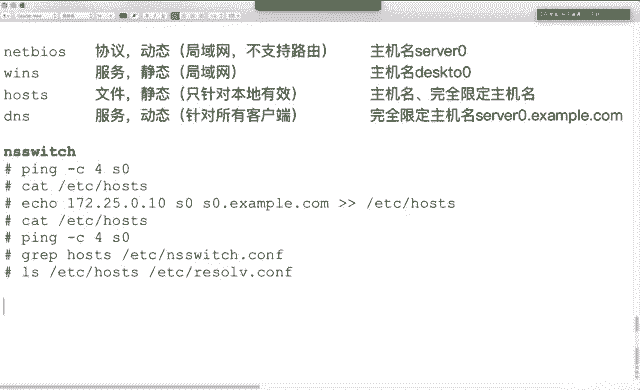 netbios 协议，动态（局域网，不支持路由） 主机名server0
wins 服务，静态（局域网） 主机名deskto0
hosts 文件，静态（只针对本地有效） 主机名、完全限定主机名
dns 服务，动态（针对所有客户端） 完全限定主机名server0.example.com
nsswitch
# ping -c 4 s0
# cat /etc/hosts
# echo 172.25.0.10 s0 s0.example.com >> /etc/hosts
# cat /etc/hosts
# ping -c 4 s0
# grep hosts /etc/nsswitch.conf
# ls /etc/hosts /etc/resolv.conf